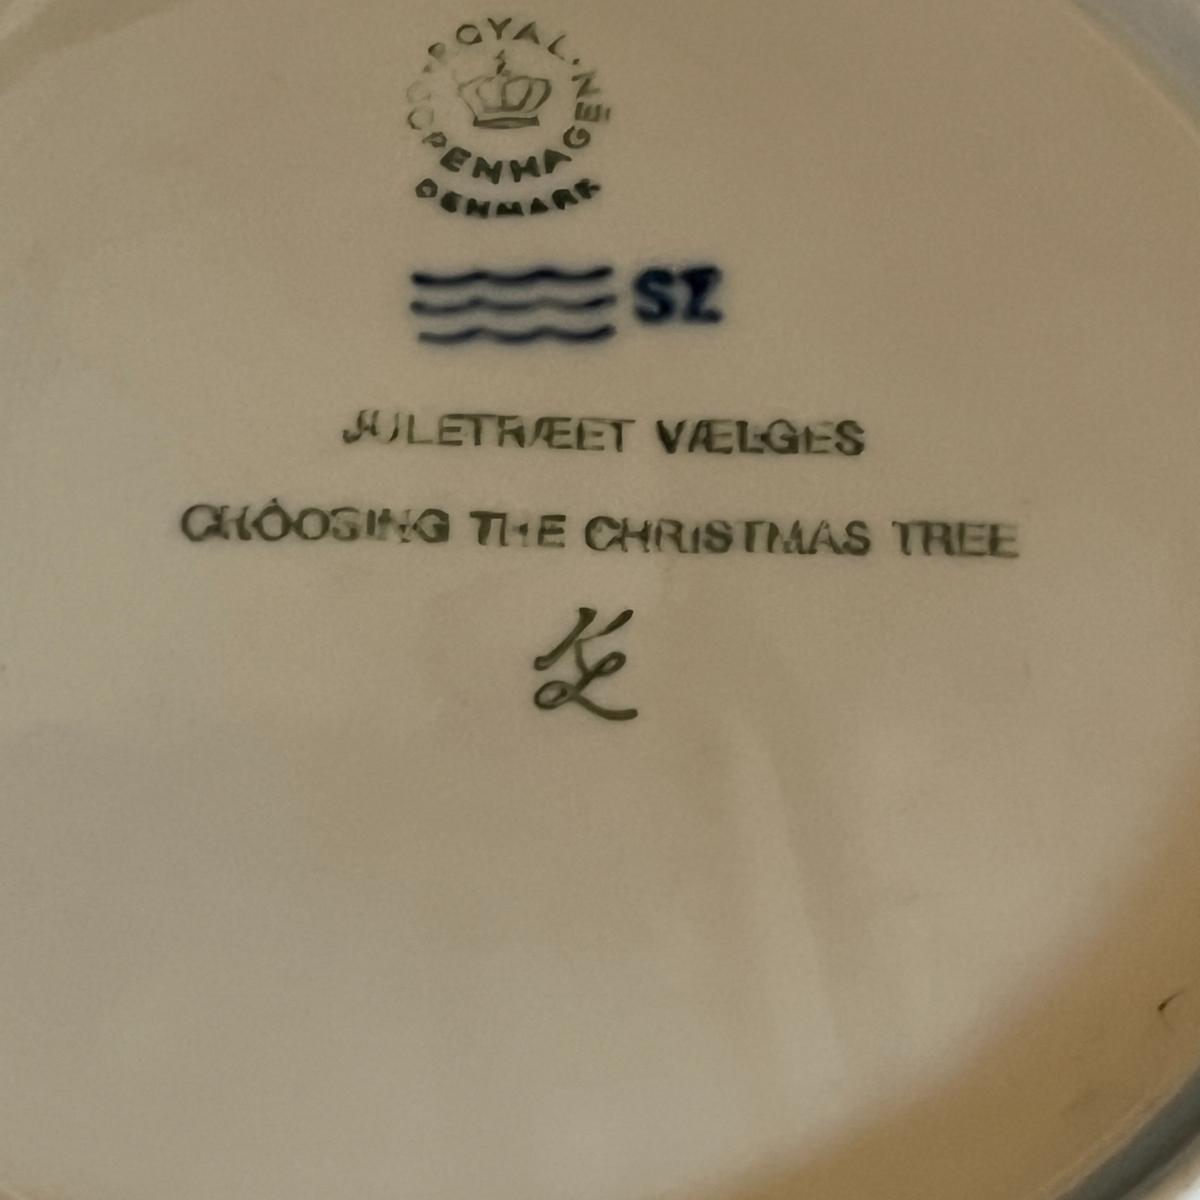 ROYAL
COPENHAGEN
DENMARK
SZ
JULETRÆET VÆLGES
CHOOSING THE CHRISTMAS TREE
KL